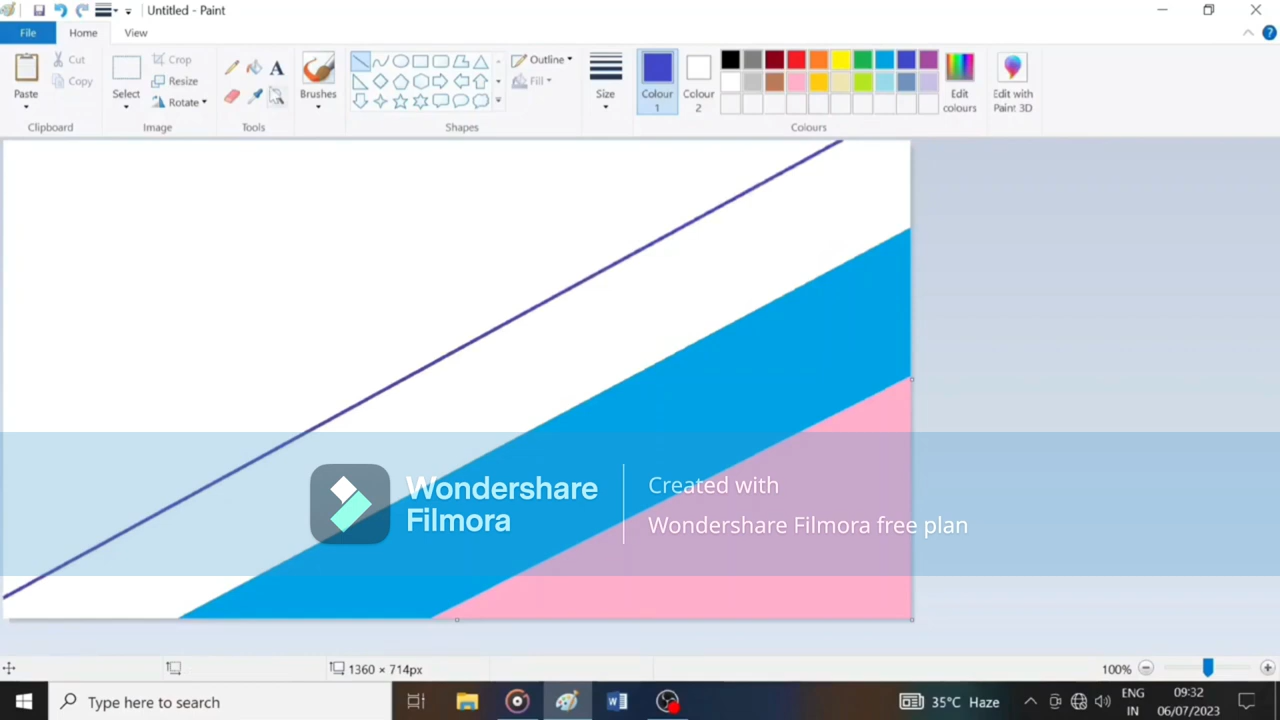 Untitled - Paint
File Home View
Paste
Cut
Copy
Clipboard
Select
Crop
Resize
Rotate
Image
A
Tools
Brushes
Outline
Fill
Shapes
Size
Colour 1
Colour 2
Edit colours
Colours
Edit with Paint 3D
Wondershare
Filmora
Created with
Wondershare Filmora free plan
1360 × 714px
100%
Type here to search
35°C Haze
ENG
IN
09:32
06/07/2023